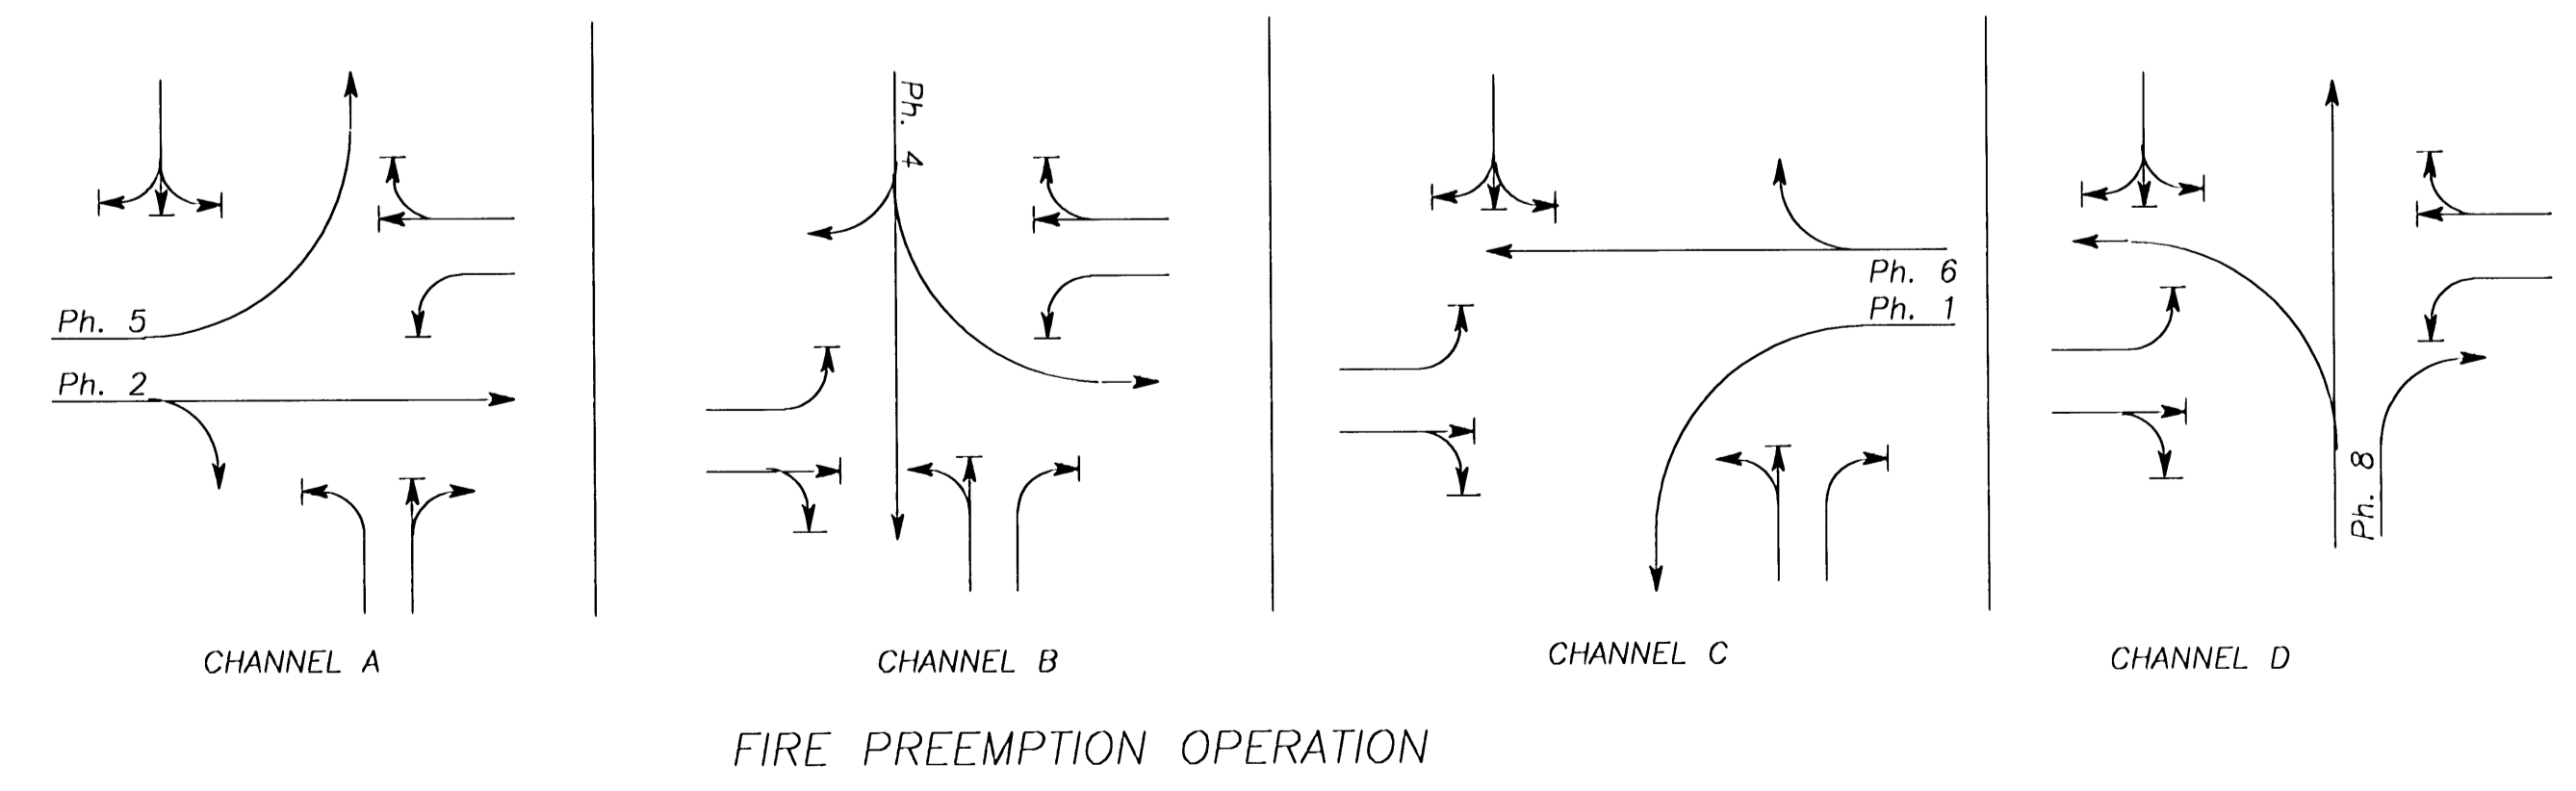 Ph. 5
Ph. 2
CHANNEL A
Ph. 4
CHANNEL B
Ph. 6
Ph. 1
CHANNEL C
Ph. 8
CHANNEL D
FIRE PREEMPTION OPERATION